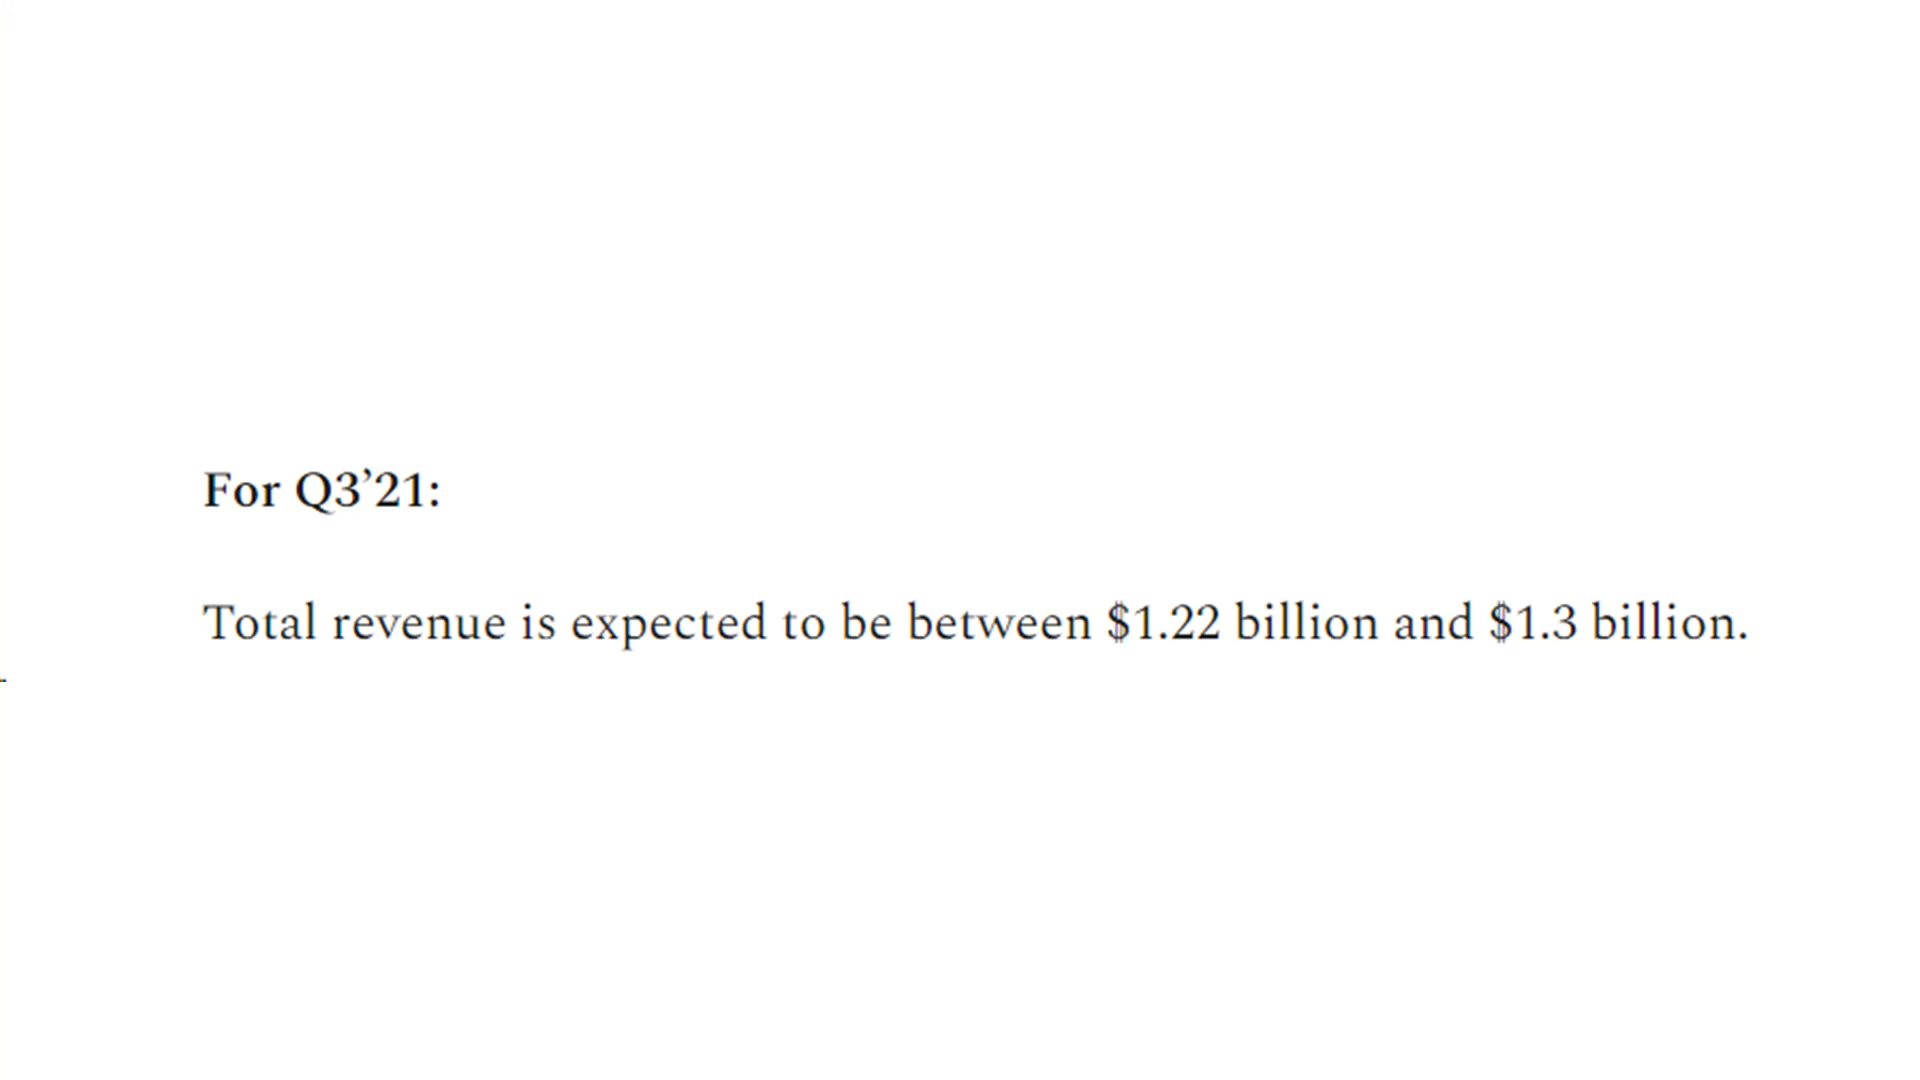 For Q3’21:
Total revenue is expected to be between $1.22 billion and $1.3 billion.